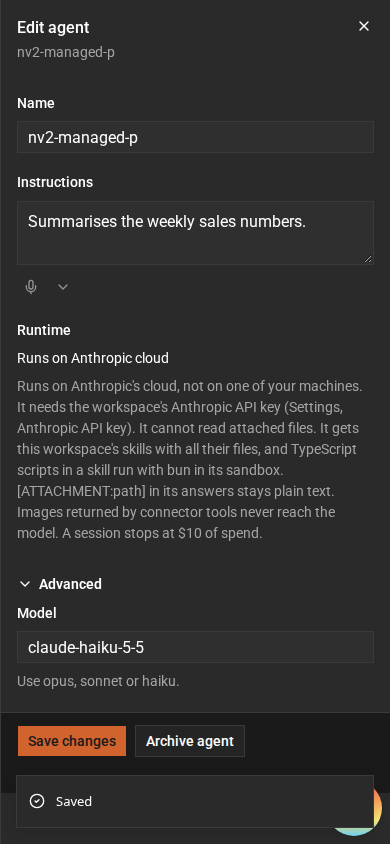 Edit agent
nv2-managed-p
Name
nv2-managed-p
Instructions
Summarises the weekly sales numbers.
Runtime
Runs on Anthropic cloud
Runs on Anthropic's cloud, not on one of your machines.
It needs the workspace's Anthropic API key (Settings,
Anthropic API key). It cannot read attached files. It gets
this workspace's skills with all their files, and TypeScript
scripts in a skill run with bun in its sandbox.
[ATTACHMENT:path] in its answers stays plain text.
Images returned by connector tools never reach the
model. A session stops at $10 of spend.
Advanced
Model
claude-haiku-5-5
Use opus, sonnet or haiku.
Save changes
Archive agent
Saved